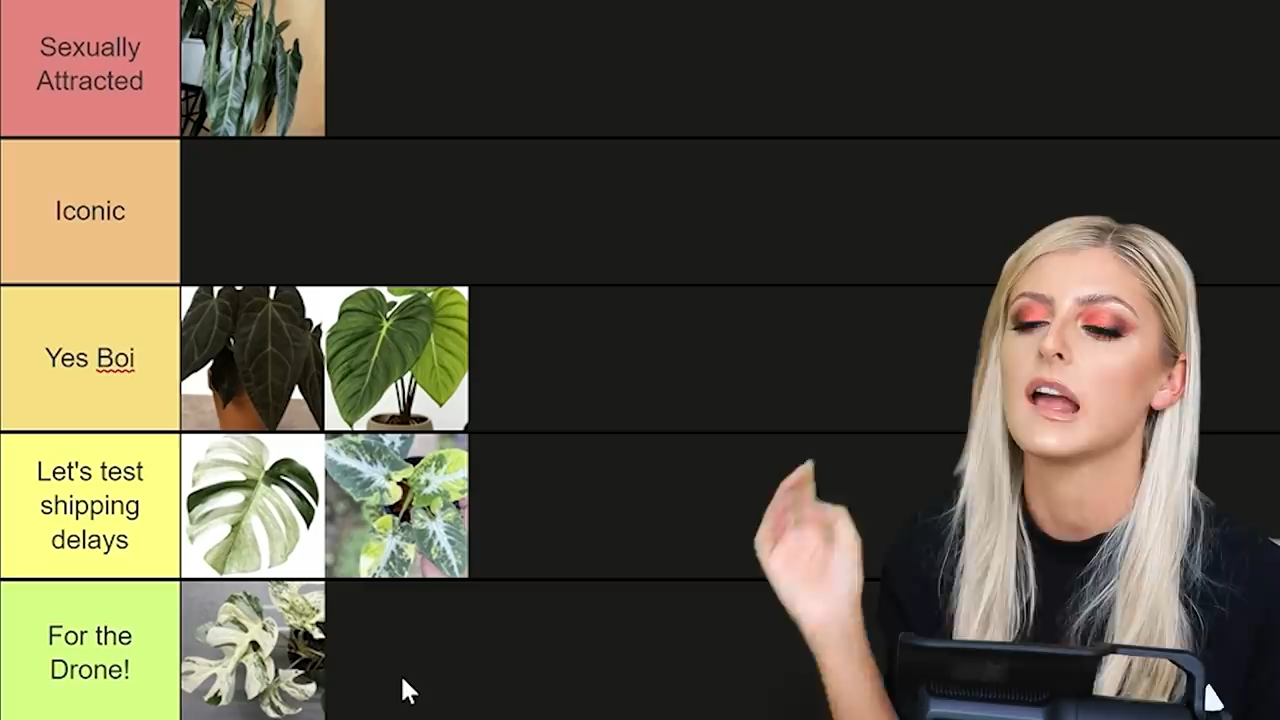 Sexually
Attracted
Iconic
Yes Boi
Let's test
shipping
delays
For the
Drone!